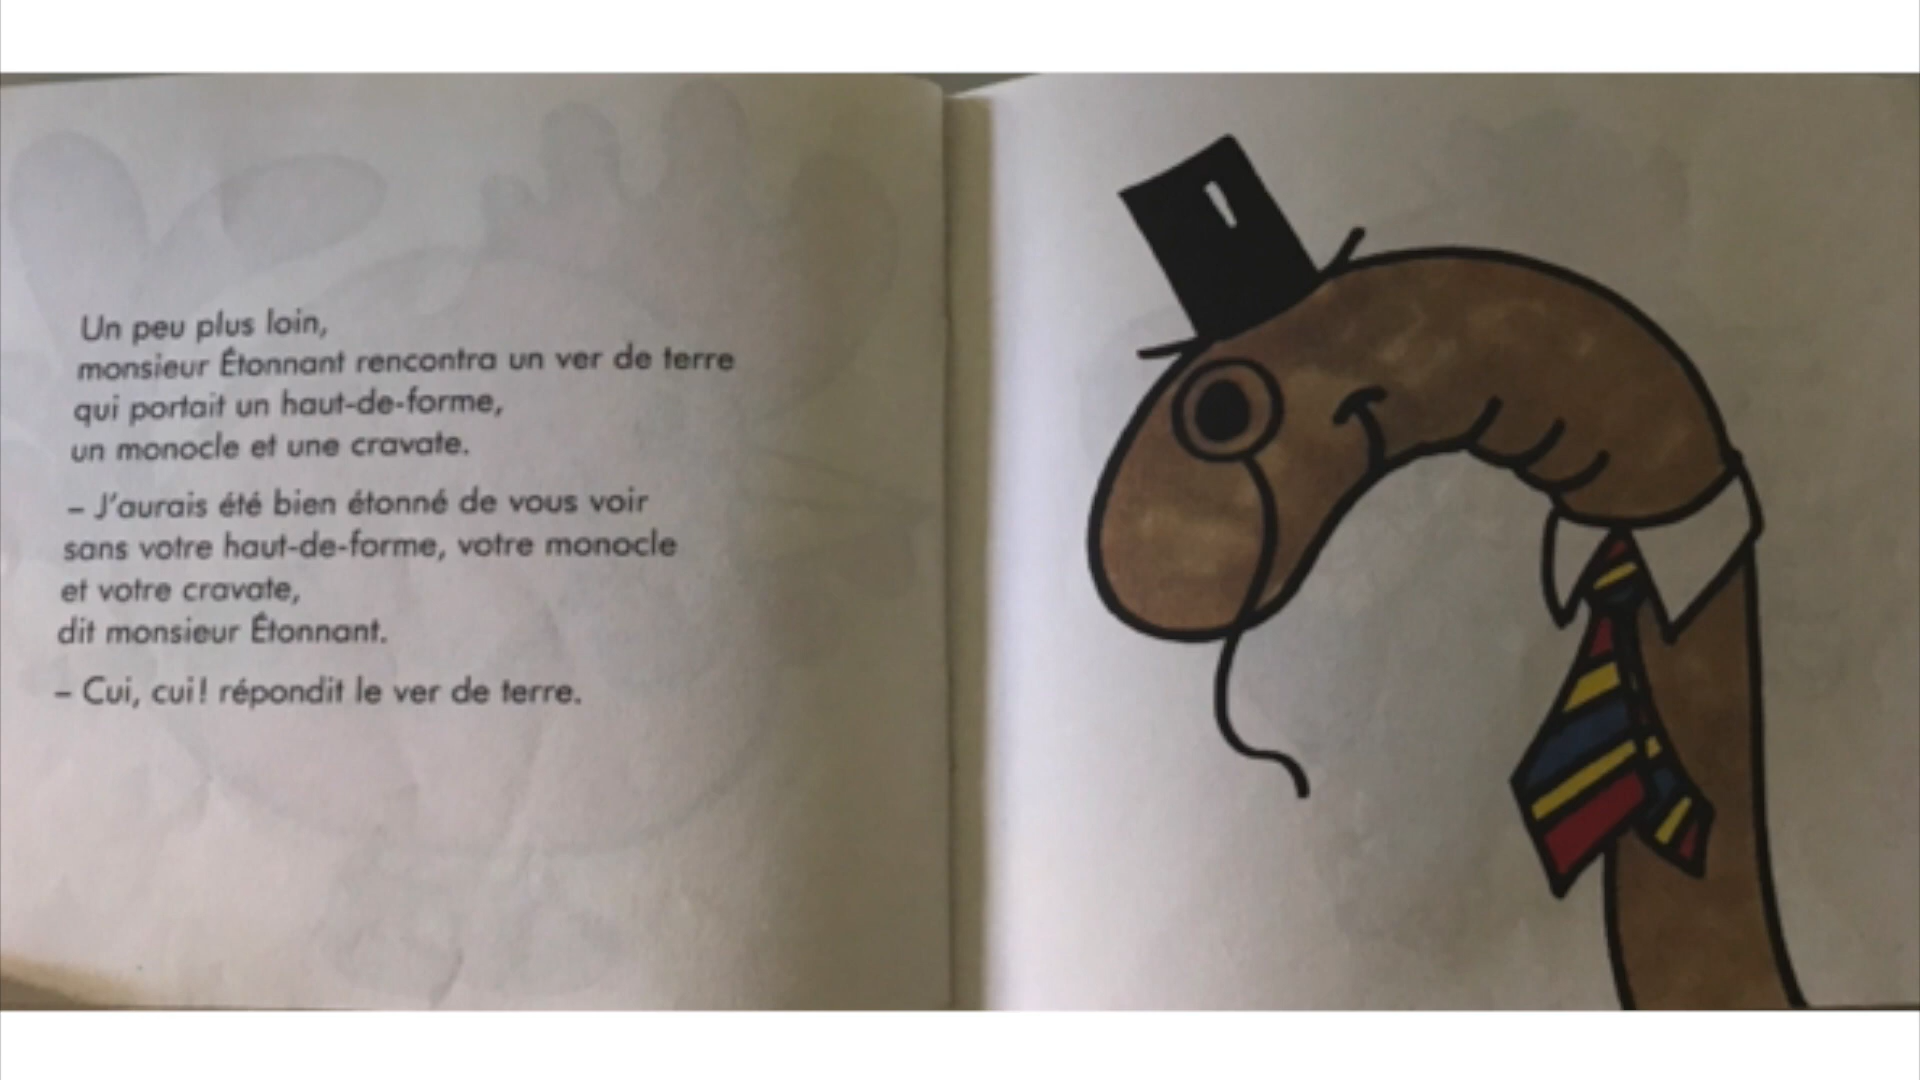 Un peu plus loin,
monsieur Étonnant rencontra un ver de terre
qui portait un haut-de-forme,
un monocle et une cravate.
– J'aurais été bien étonné de vous voir
sans votre haut-de-forme, votre monocle
et votre cravate,
dit monsieur Étonnant.
– Cui, cui! répondit le ver de terre.